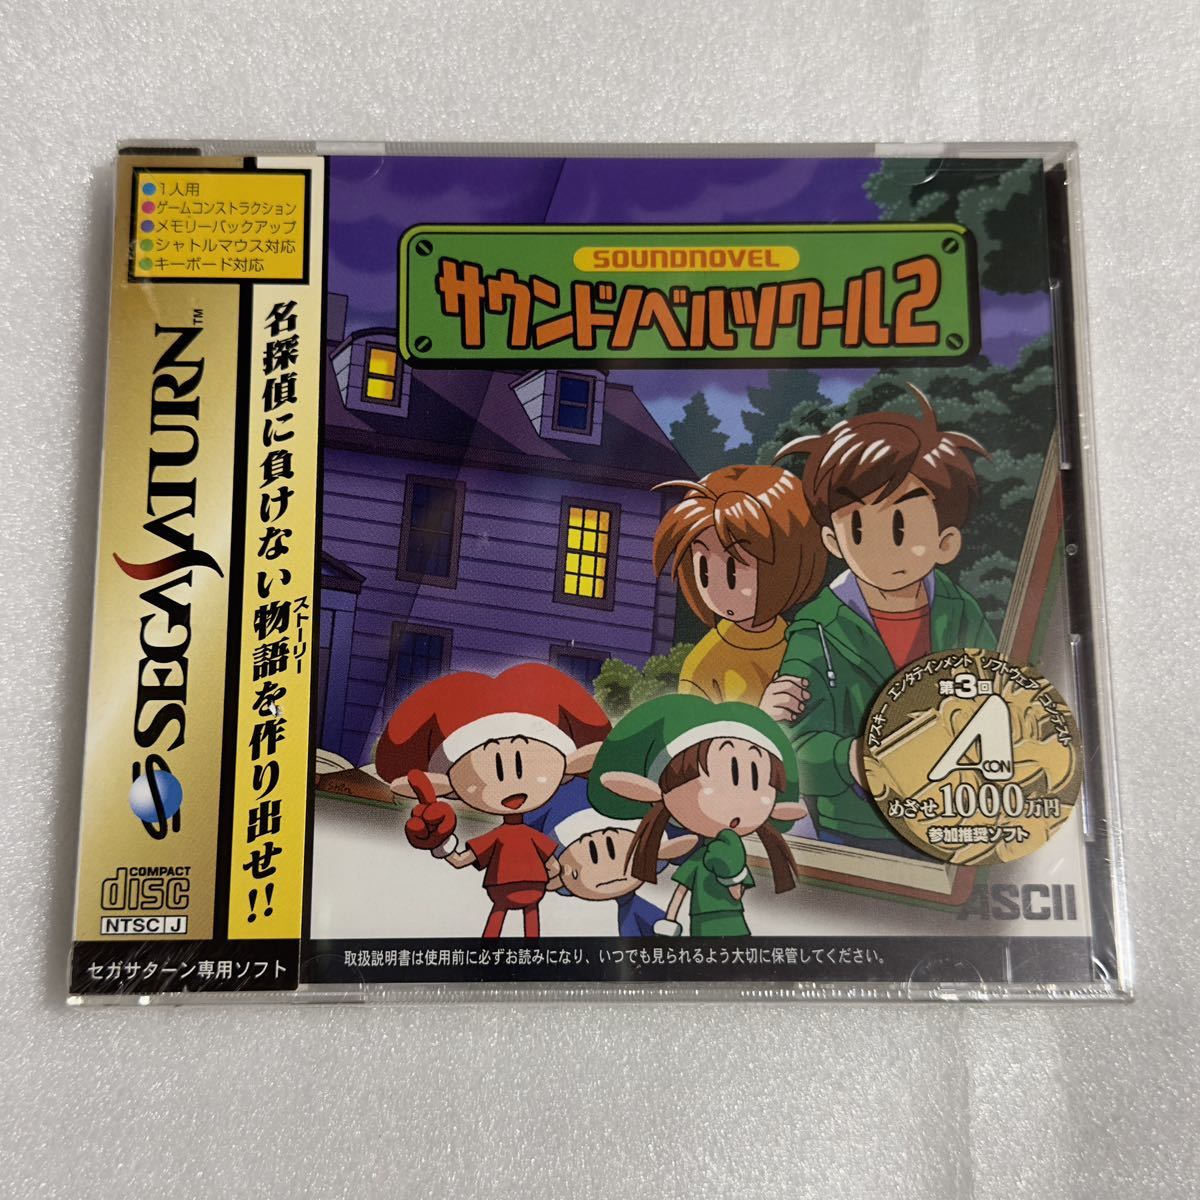 1人用
ゲームコンストラクション
メモリーバックアップ
シャトルマウス対応
キーボード対応
SEGA SATURN™
名探偵に負けない物語を作り出せ!!
ストーリー
COMPACT
disc
NTSC J
セガサターン専用ソフト
SOUNDNOVEL
サウンドノベルツクール2
アスキー エンタテインメント ソフトウェア コンテスト
第3回
A CON
めざせ1000万円
参加推奨ソフト
ASCII
取扱説明書は使用前に必ずお読みになり、いつでも見られるよう大切に保管してください。